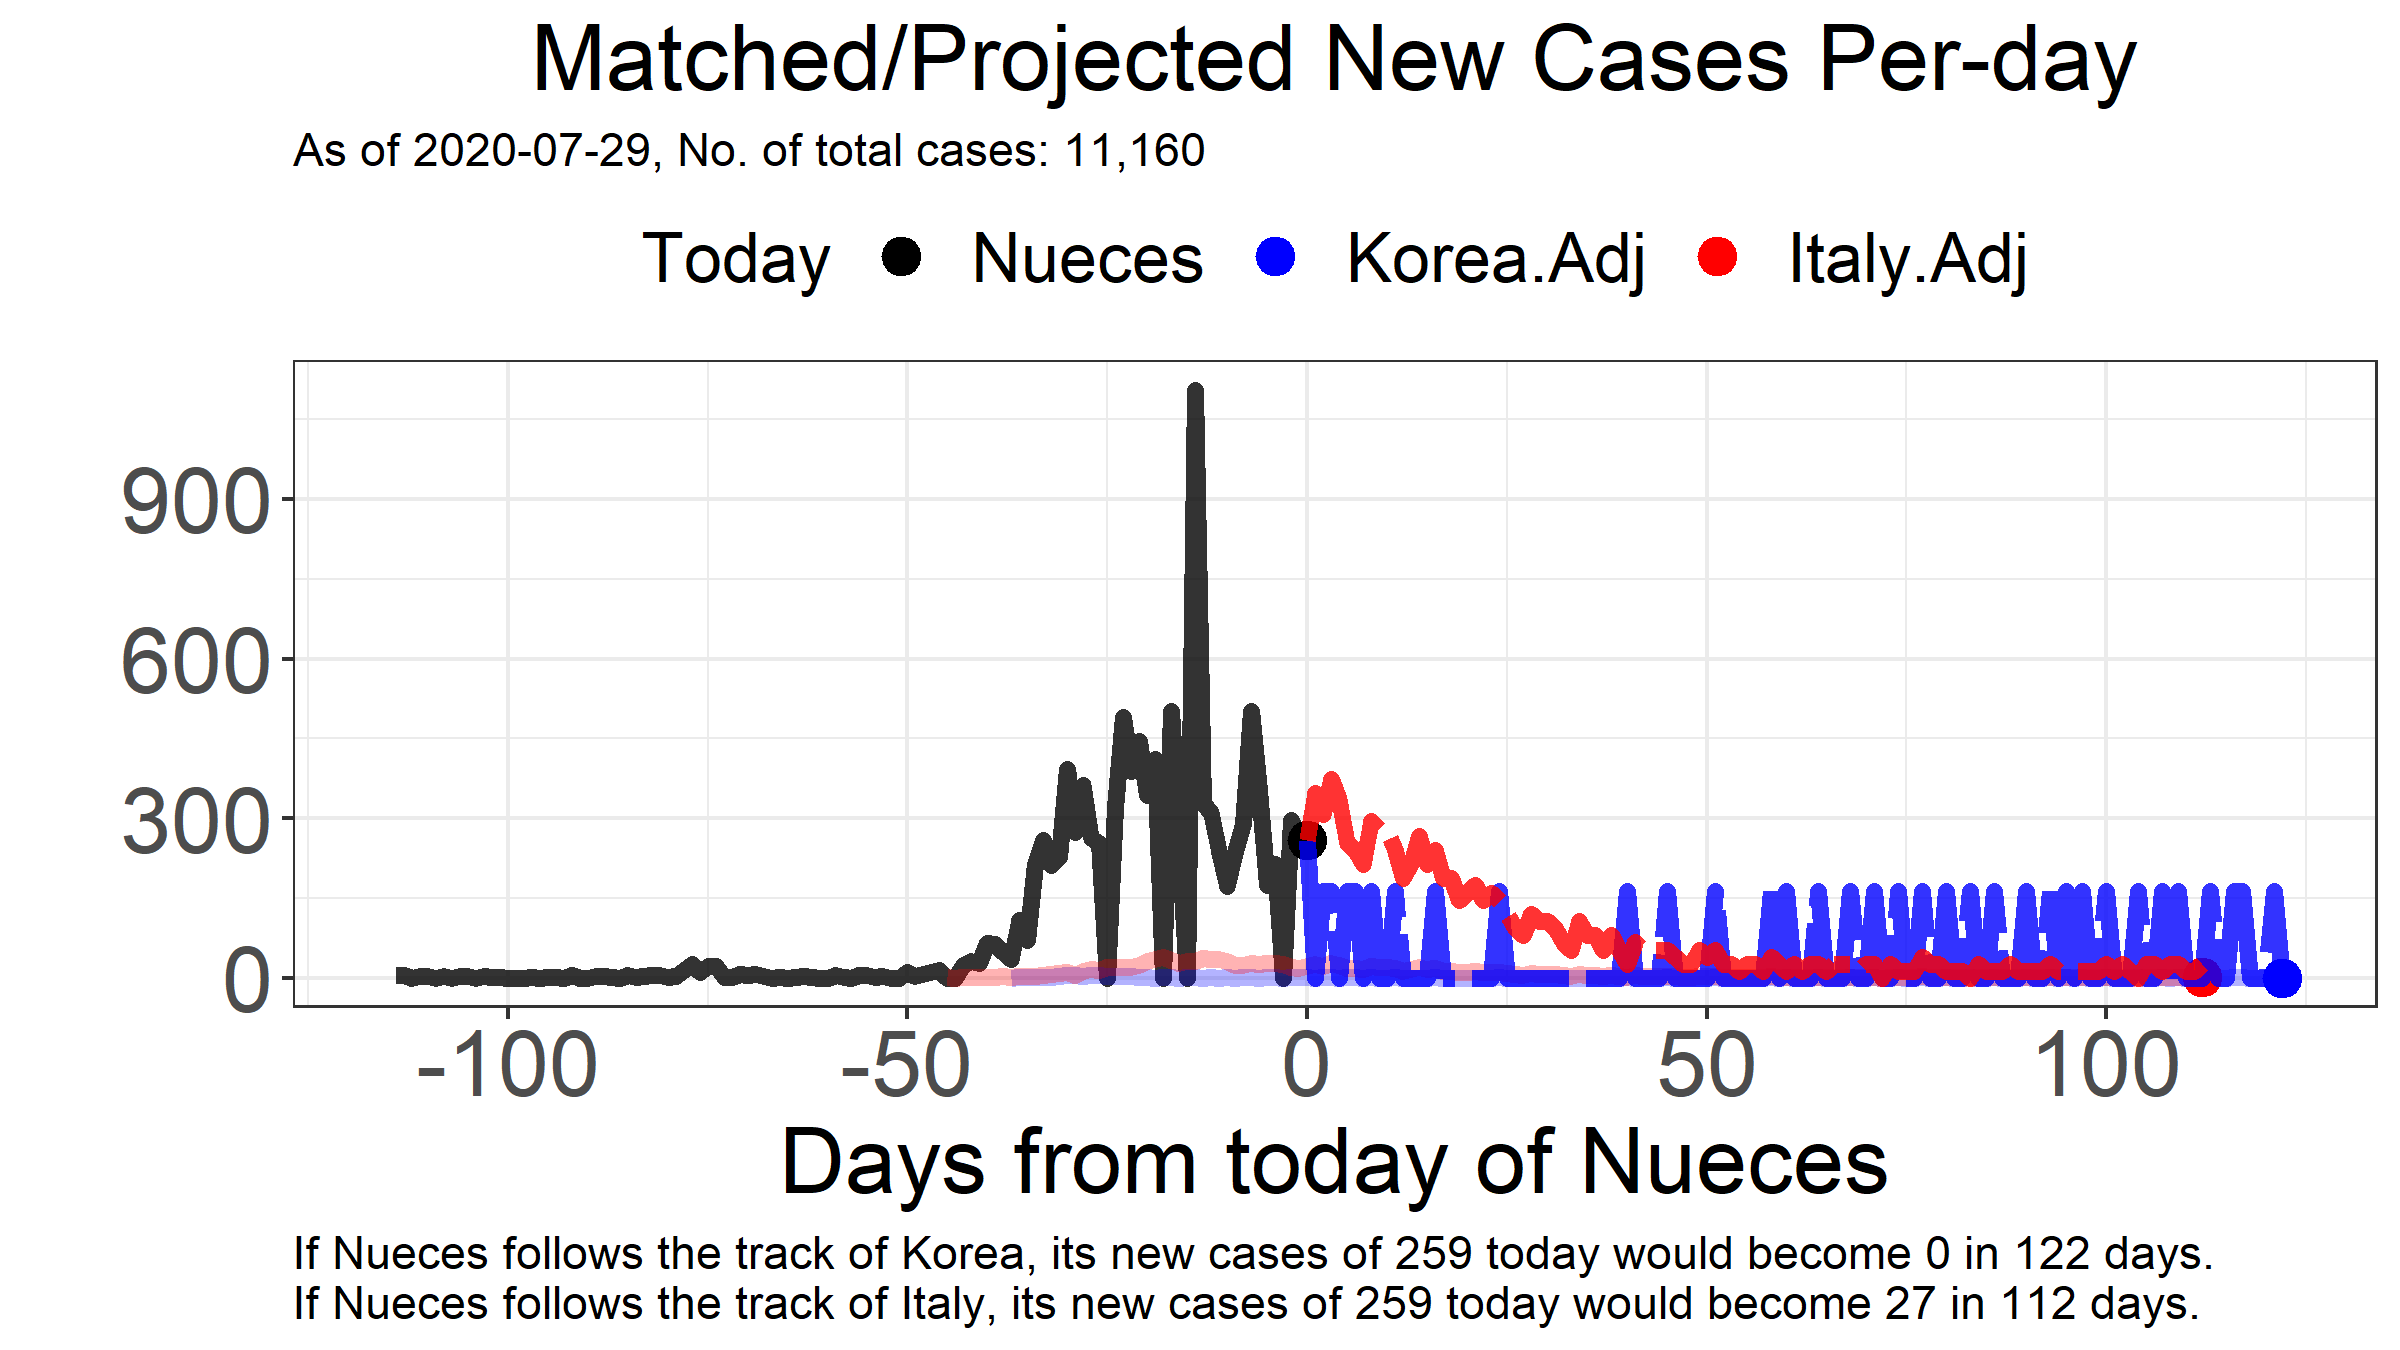 Matched/Projected New Cases Per-day
As of 2020-07-29, No. of total cases: 11,160
Today Nueces Korea.Adj Italy.Adj
900
600
300
0
-100 -50 0 50 100
Days from today of Nueces
If Nueces follows the track of Korea, its new cases of 259 today would become 0 in 122 days.
If Nueces follows the track of Italy, its new cases of 259 today would become 27 in 112 days.